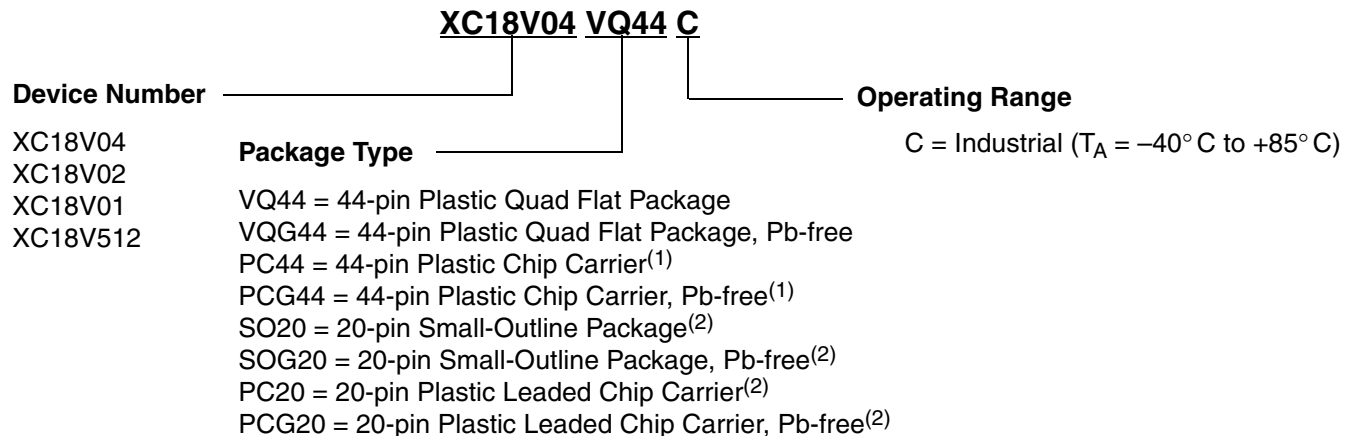 XC18V04 VQ44 C
Device Number
XC18V04
XC18V02
XC18V01
XC18V512
Package Type
VQ44 = 44-pin Plastic Quad Flat Package
VQG44 = 44-pin Plastic Quad Flat Package, Pb-free
PC44 = 44-pin Plastic Chip Carrier(1)
PCG44 = 44-pin Plastic Chip Carrier, Pb-free(1)
SO20 = 20-pin Small-Outline Package(2)
SOG20 = 20-pin Small-Outline Package, Pb-free(2)
PC20 = 20-pin Plastic Leaded Chip Carrier(2)
PCG20 = 20-pin Plastic Leaded Chip Carrier, Pb-free(2)
Operating Range
C = Industrial (TA = –40° C to +85° C)